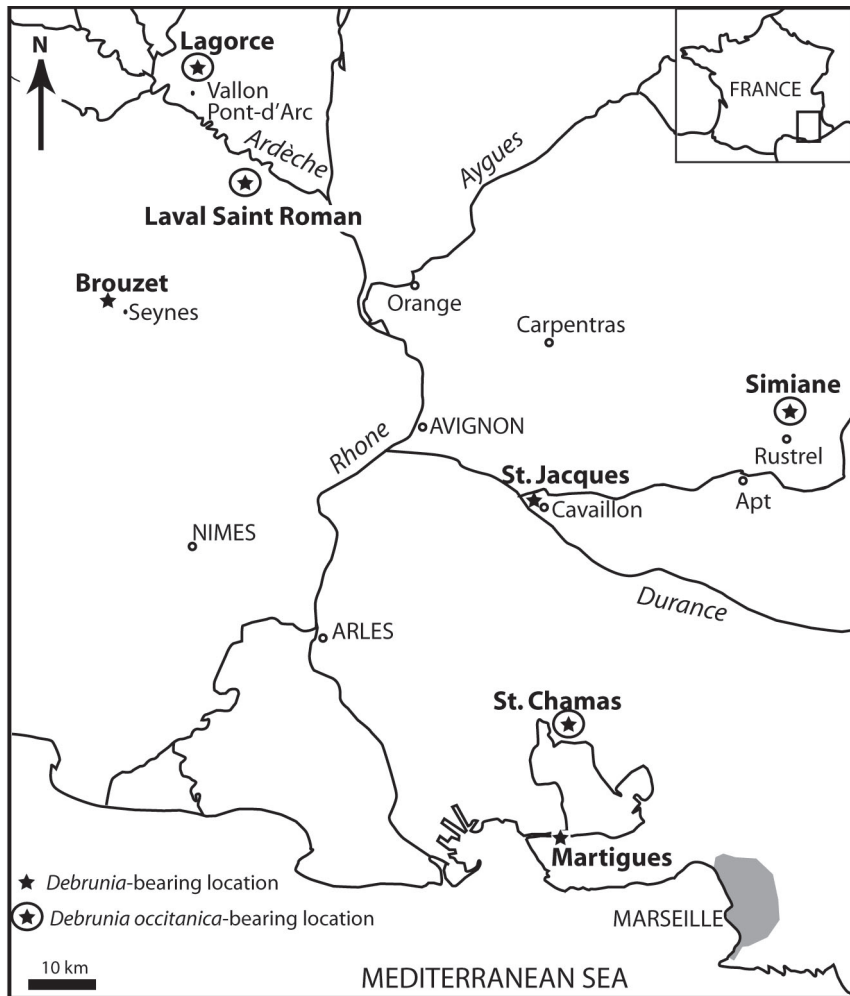 N
Lagorce
Vallon
Pont-d'Arc
Ardèche
Laval Saint Roman
Brouzet
Seynes
Aygues
FRANCE
Orange
Carpentras
Simiane
Rustrel
AVIGNON
Rhone
St. Jacques
Cavaillon
Apt
NIMES
Durance
ARLES
St. Chamas
Martigues
Debrunia-bearing location
Debrunia occitanica-bearing location
MARSEILLE
10 km
MEDITERRANEAN SEA